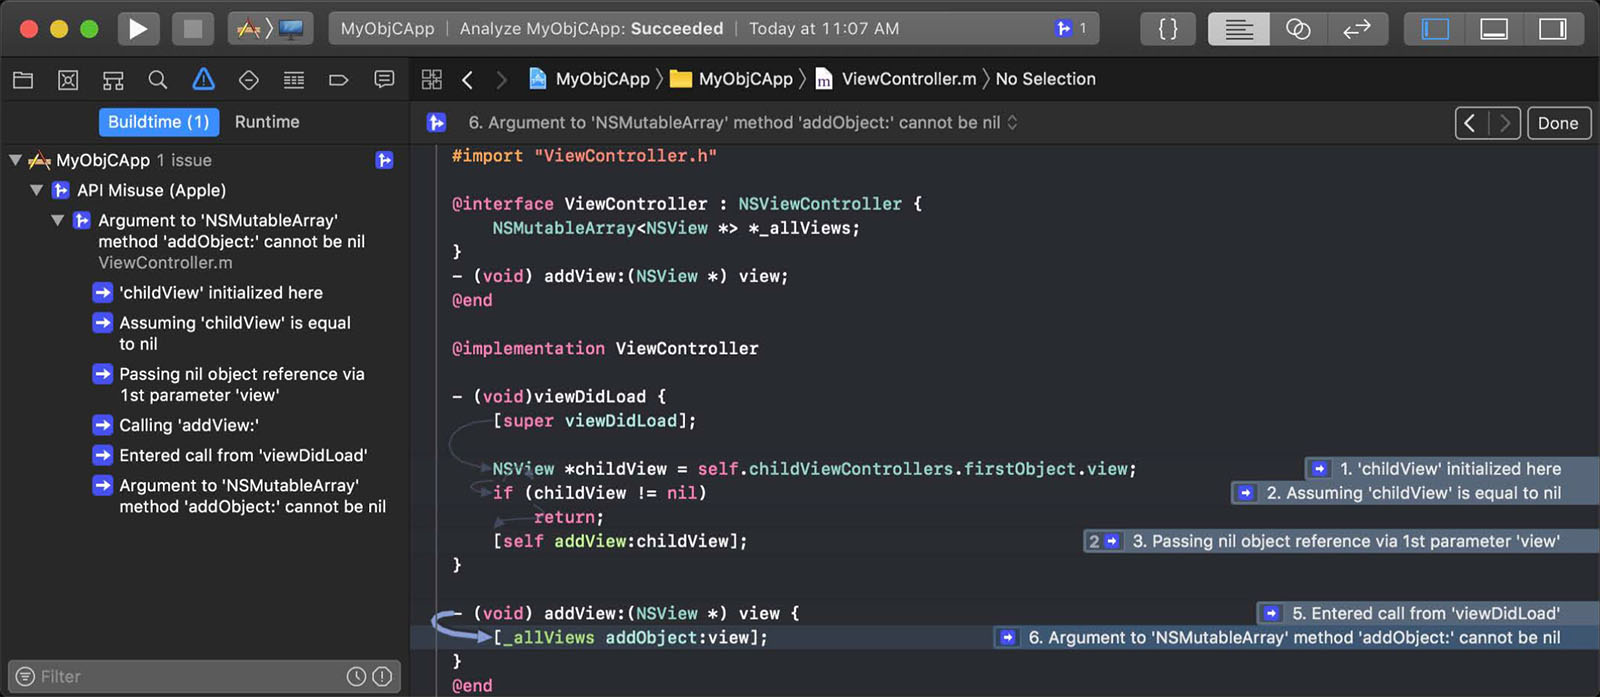 MyObjCApp | Analyze MyObjCApp: Succeeded | Today at 11:07 AM 1 {}
MyObjCApp MyObjCApp m ViewController.m No Selection
Buildtime (1) Runtime
6. Argument to 'NSMutableArray' method 'addObject:' cannot be nil
Done
MyObjCApp 1 issue
API Misuse (Apple)
Argument to 'NSMutableArray'
method 'addObject:' cannot be nil
ViewController.m
'childView' initialized here
Assuming 'childView' is equal
to nil
Passing nil object reference via
1st parameter 'view'
Calling 'addView:'
Entered call from 'viewDidLoad'
Argument to 'NSMutableArray'
method 'addObject:' cannot be nil
Filter
#import "ViewController.h"
@interface ViewController : NSViewController {
NSMutableArray<NSView *> *_allViews;
}
- (void) addView:(NSView *) view;
@end
@implementation ViewController
- (void)viewDidLoad {
[super viewDidLoad];
NSView *childView = self.childViewControllers.firstObject.view;
1. 'childView' initialized here
if (childView != nil)
2. Assuming 'childView' is equal to nil
return;
[self addView:childView];
2 3. Passing nil object reference via 1st parameter 'view'
}
- (void) addView:(NSView *) view {
5. Entered call from 'viewDidLoad'
[_allViews addObject:view];
6. Argument to 'NSMutableArray' method 'addObject:' cannot be nil
}
@end